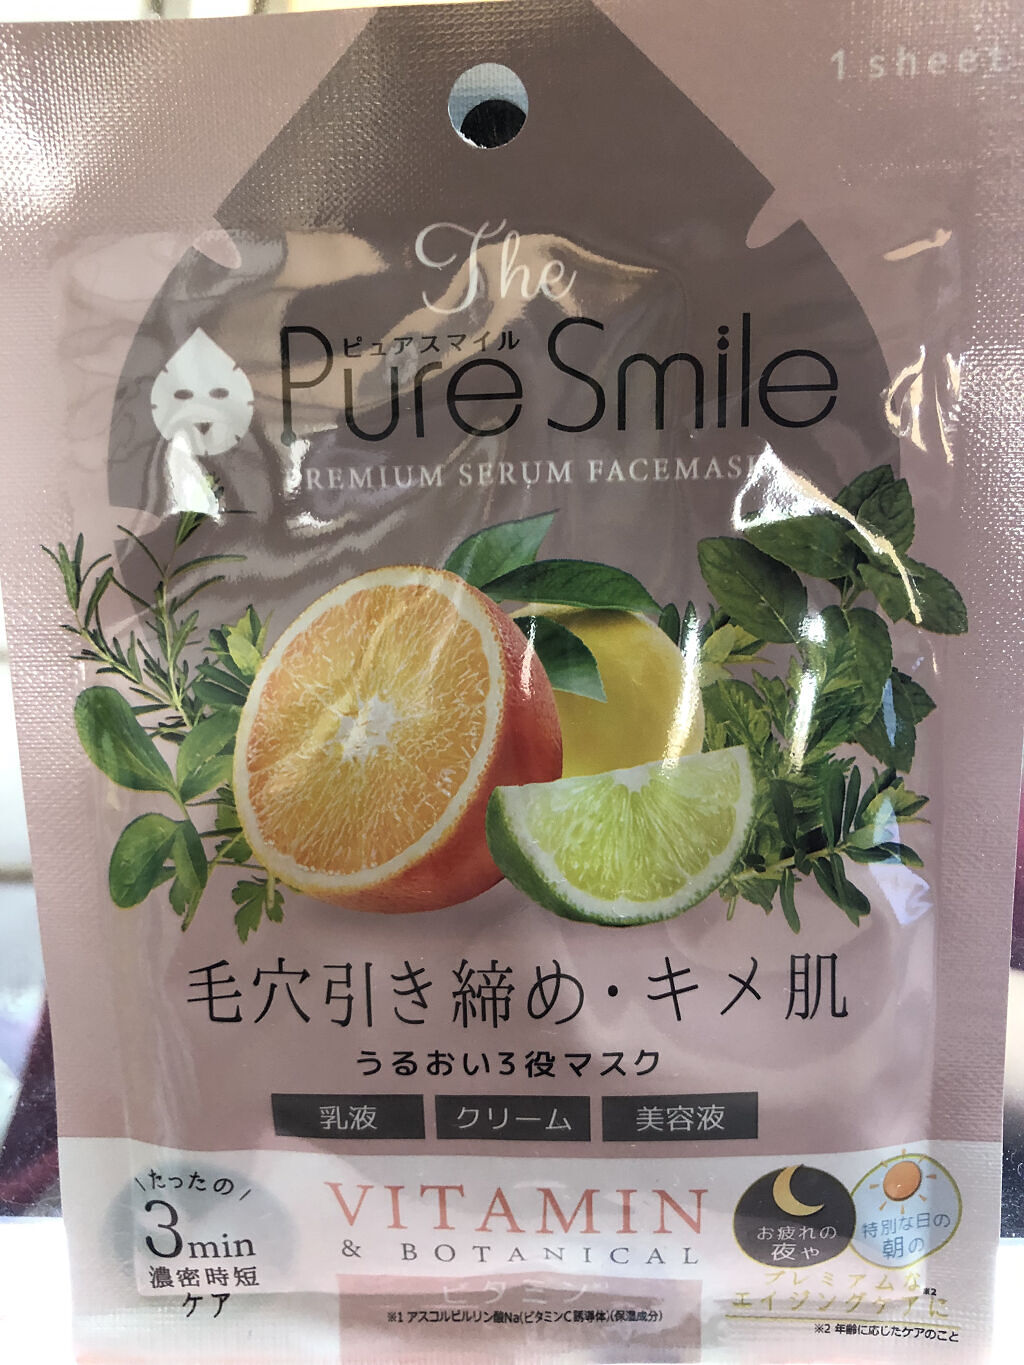 1 sheet
The
ピュアスマイル
Pure Smile
PREMIUM SERUM FACEMASK
毛穴引き締め・キメ肌
うるおい3役マスク
乳液 クリーム 美容液
\たったの/
3min
濃密時短
ケア
VITAMIN
& BOTANICAL
ビタミン
※1 アスコルビルリン酸Na(ビタミンC誘導体)(保湿成分)
お疲れの
夜や
特別な日の
朝の
プレミアムな
エイジングケアに※2
※2 年齢に応じたケアのこと